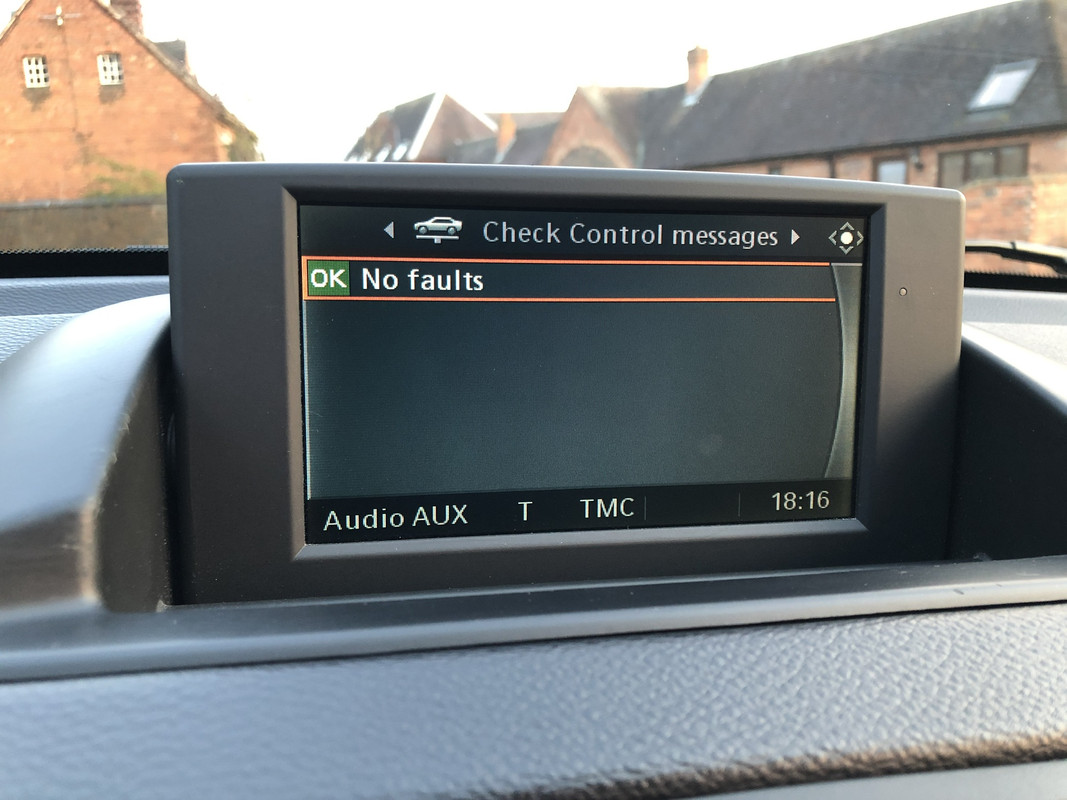 Check Control messages
OK No faults
Audio AUX T TMC 18:16